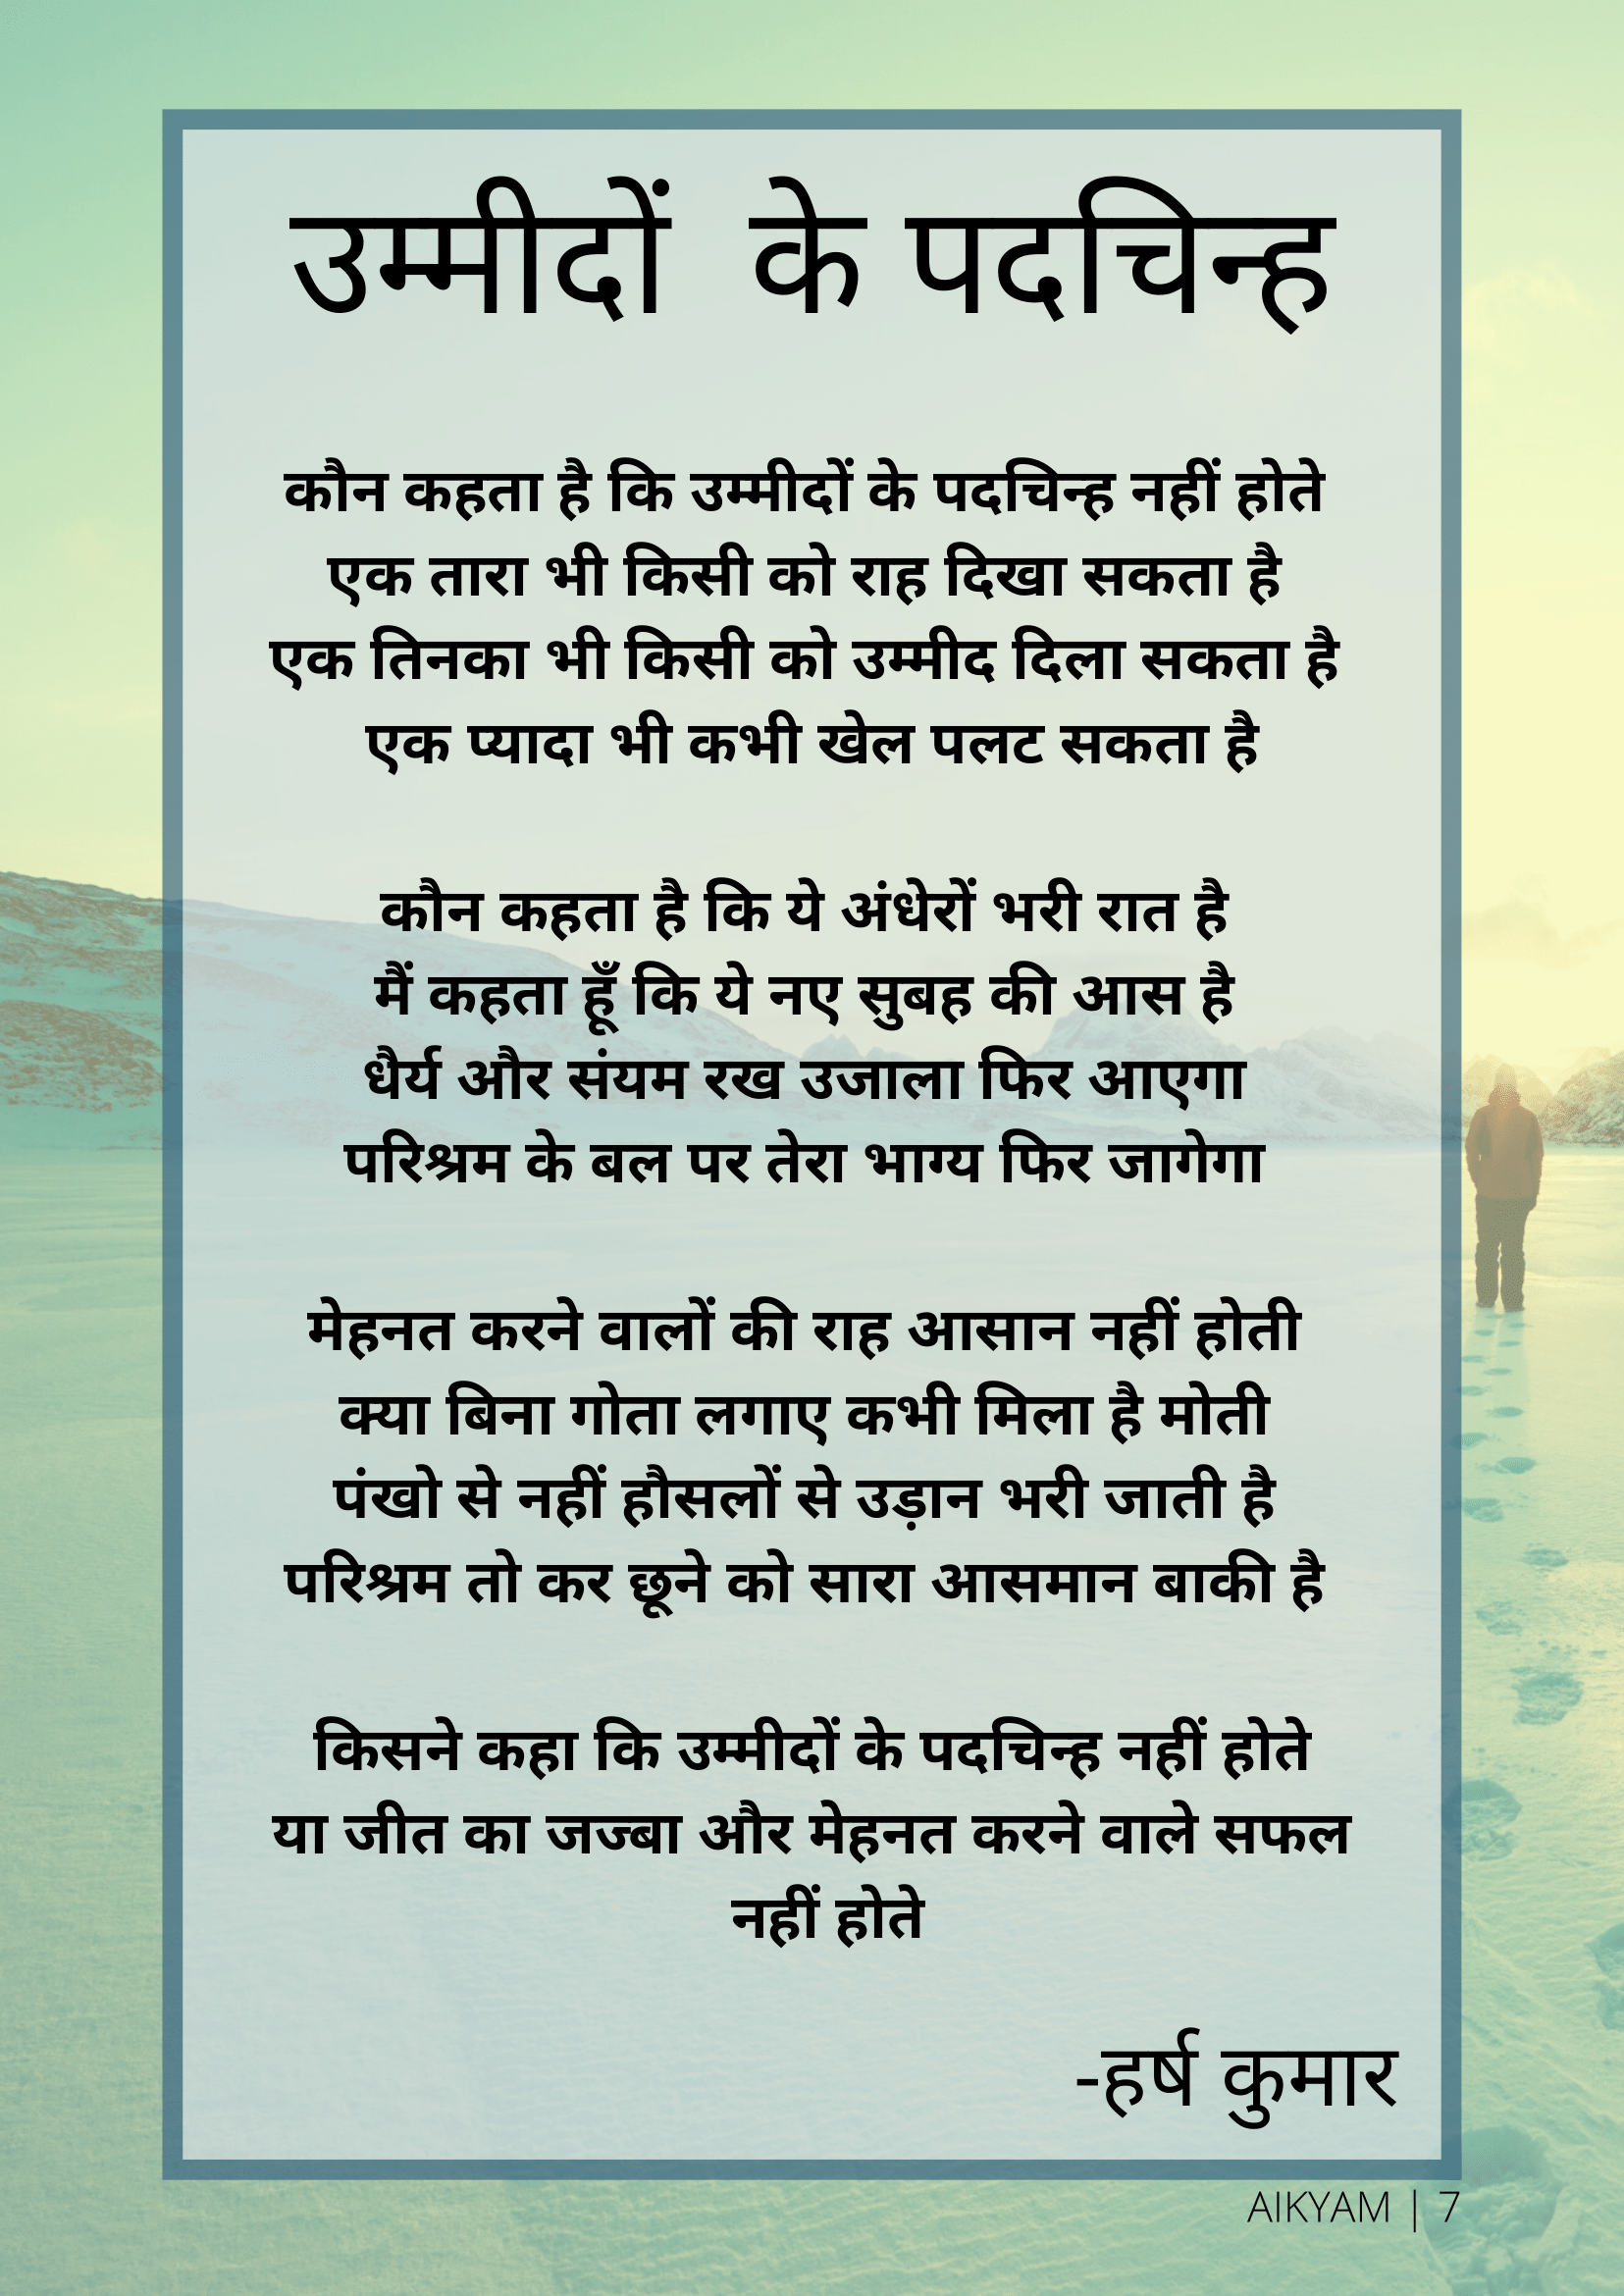 उम्मीदों के पदचिन्ह
कौन कहता है कि उम्मीदों के पदचिन्ह नहीं होते
एक तारा भी किसी को राह दिखा सकता है
एक तिनका भी किसी को उम्मीद दिला सकता है
एक प्यादा भी कभी खेल पलट सकता है
कौन कहता है कि ये अंधेरों भरी रात है
मैं कहता हूँ कि ये नए सुबह की आस है
धैर्य और संयम रख उजाला फिर आएगा
परिश्रम के बल पर तेरा भाग्य फिर जागेगा
मेहनत करने वालों की राह आसान नहीं होती
क्या बिना गोता लगाए कभी मिला है मोती
पंखो से नहीं हौसलों से उड़ान भरी जाती है
परिश्रम तो कर छूने को सारा आसमान बाकी है
किसने कहा कि उम्मीदों के पदचिन्ह नहीं होते
या जीत का जज्बा और मेहनत करने वाले सफल
नहीं होते
-हर्ष कुमार
AIKYAM | 7